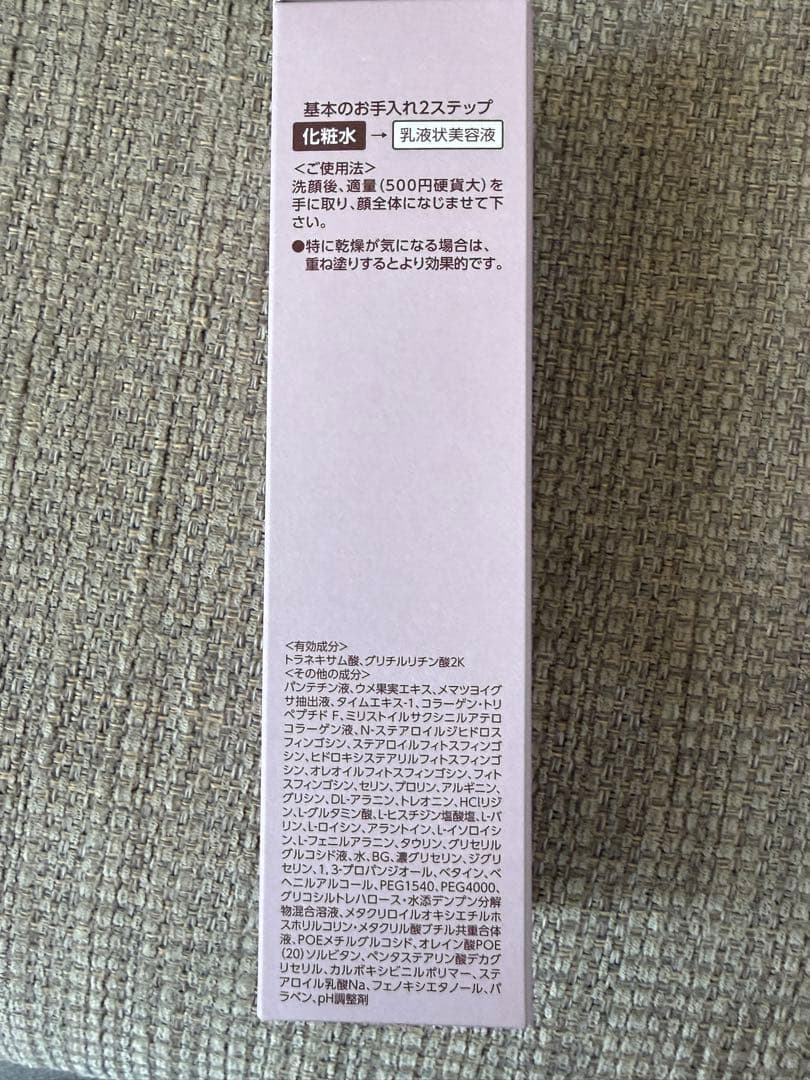 基本のお手入れ2ステップ
化粧水→乳液状美容液
<ご使用法>
洗顔後、適量(500円硬貨大)を
手に取り、顔全体になじませて下
さい。
●特に乾燥が気になる場合は、
重ね塗りするとより効果的です。
<有効成分>
トラネキサム酸、グリチルリチン酸2K
<その他の成分>
パンテチン液、ウメ果実エキス、メマツヨイグ
サ抽出液、タイムエキス-1、コラーゲン・トリ
ペプチド F、ミリストイルサクシニルアテロ
コラーゲン液、N-ステアロイルジヒドロス
フィンゴシン、ステアロイルフィトスフィンゴ
シン、ヒドロキシステアリルフィトスフィンゴ
シン、オレオイルフィトスフィンゴシン、フィト
スフィンゴシン、セリン、プロリン、アルギニン、
グリシン、DL-アラニン、トレオニン、HClリジ
ン、L-グルタミン酸、L-ヒスチジン塩酸塩、L-バ
リン、L-ロイシン、アラントイン、L-イソロイシ
ン、L-フェニルアラニン、タウリン、グリセリル
グルコシド液、水、BG、濃グリセリン、ジグリ
セリン、1,3-プロパンジオール、ベタイン、ベ
ヘニルアルコール、PEG1540、PEG4000、
グリコシルトレハロース・水添デンプン分解
物混合溶液、メタクリロイルオキシエチルホ
スホリルコリン・メタクリル酸ブチル共重合体
液、POEメチルグルコシド、オレイン酸POE
(20)ソルビタン、ペンタステアリン酸デカグ
リセリル、カルボキシビニルポリマー、ステ
アロイル乳酸Na、フェノキシエタノール、パ
ラベン、pH調整剤